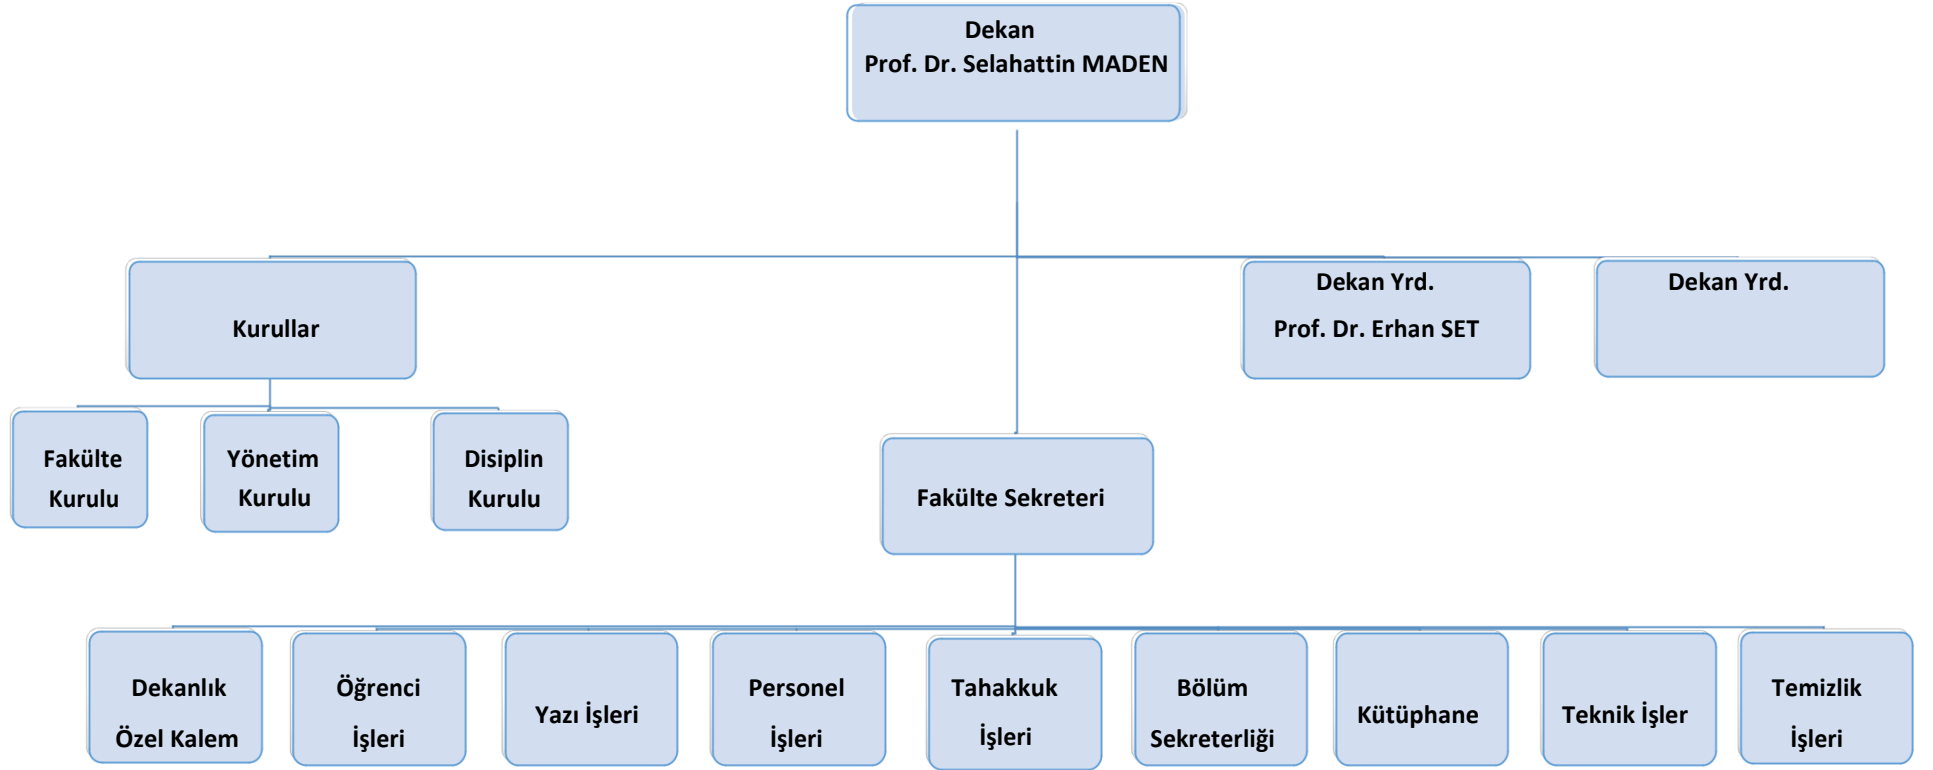 Dekan
Prof. Dr. Selahattin MADEN
Kurullar
Dekan Yrd.
Prof. Dr. Erhan SET
Dekan Yrd.
Fakülte
Kurulu
Yönetim
Kurulu
Disiplin
Kurulu
Fakülte Sekreteri
Dekanlık
Özel Kalem
Öğrenci
İşleri
Yazı İşleri
Personel
İşleri
Tahakkuk
İşleri
Bölüm
Sekreterliği
Kütüphane
Teknik İşler
Temizlik
İşleri